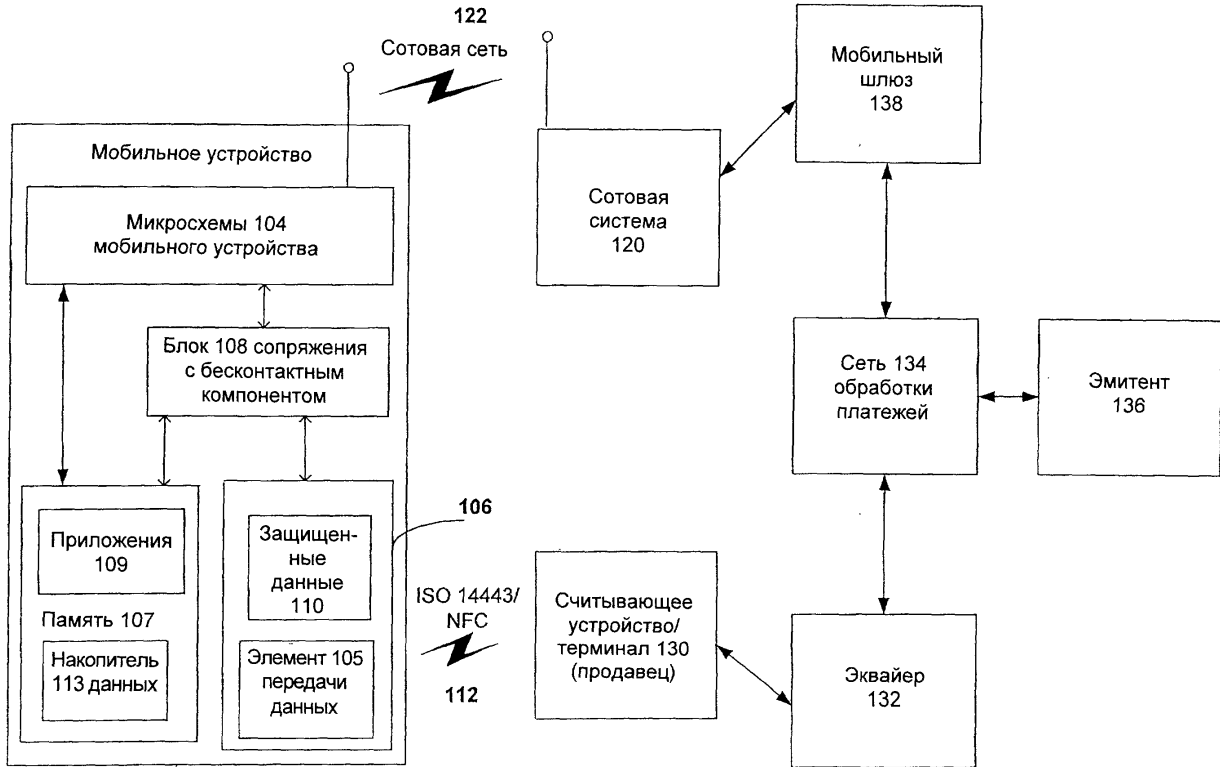 122
Сотовая сеть
Мобильный
шлюз
138
Мобильное устройство
Микросхемы 104
мобильного устройства
Сотовая
система
120
Блок 108 сопряжения
с бесконтактным
компонентом
Сеть 134
обработки
платежей
Эмитент
136
106
Приложения
109
Память 107
Накопитель
113 данных
Защищен-
ные
данные
110
Элемент 105
передачи
данных
ISO 14443/
NFC
112
Считывающее
устройство/
терминал 130
(продавец)
Эквайер
132